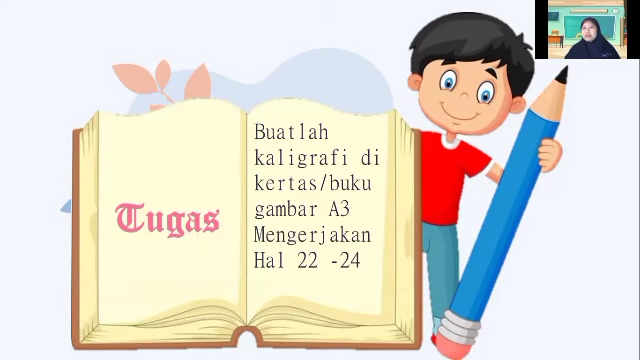 Tugas
Buatlah
kaligrafi di
kertas/buku
gambar A3
Mengerjakan
Hal 22 -24